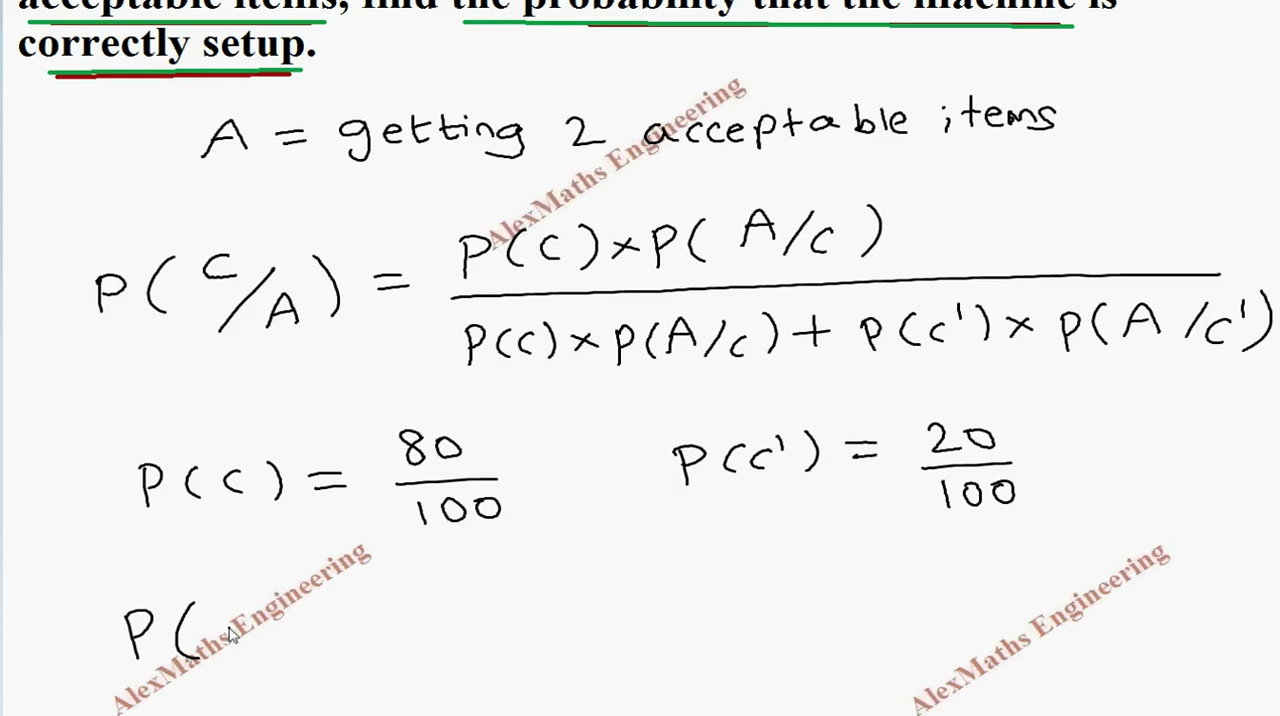 acceptable items, find the probability that the machine is
correctly setup.
A = getting 2 acceptable items
P(C/A) = P(C)×P(A/C)
P(C)×P(A/C)+P(C')×P(A/C')
P(C) = 80/100 P(C') = 20/100
P(
AlexMaths Engineering
AlexMaths Engineering
AlexMaths Engineering